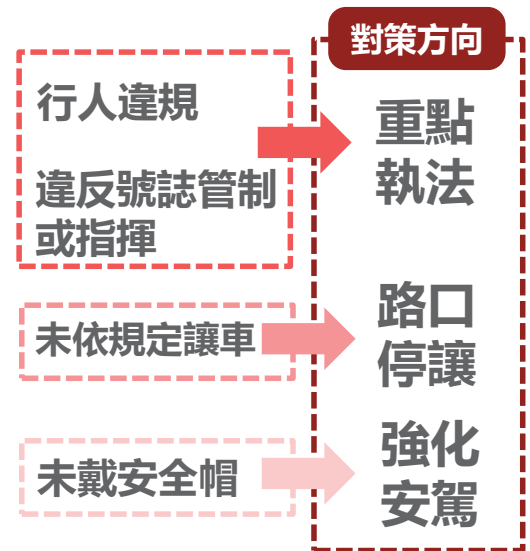 對策方向
行人違規
違反號誌管制
或指揮
重點
執法
未依規定讓車
路口
停讓
未戴安全帽
強化
安駕